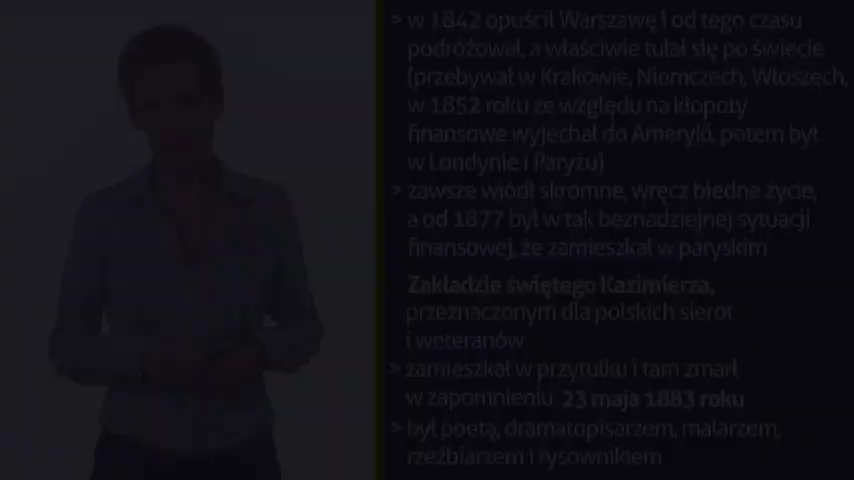 > w 1842 opuścił Warszawę i od tego czasu
podróżował, a właściwie tułał się po świecie
(przebywał w Krakowie, Niemczech, Włoszech,
w 1852 roku ze względu na kłopoty
finansowe wyjechał do Ameryki, potem był
w Londynie i Paryżu)
> zawsze wiódł skromne, wręcz biedne życie,
a od 1877 był w tak beznadziejnej sytuacji
finansowej, że zamieszkał w paryskim
Zakładzie świętego Kazimierza,
przeznaczonym dla polskich sierot
i weteranów
> zamieszkał w przytułku i tam zmarł
w zapomnieniu 23 maja 1883 roku
> był poetą, dramatopisarzem, malarzem,
rzeźbiarzem i rysownikiem